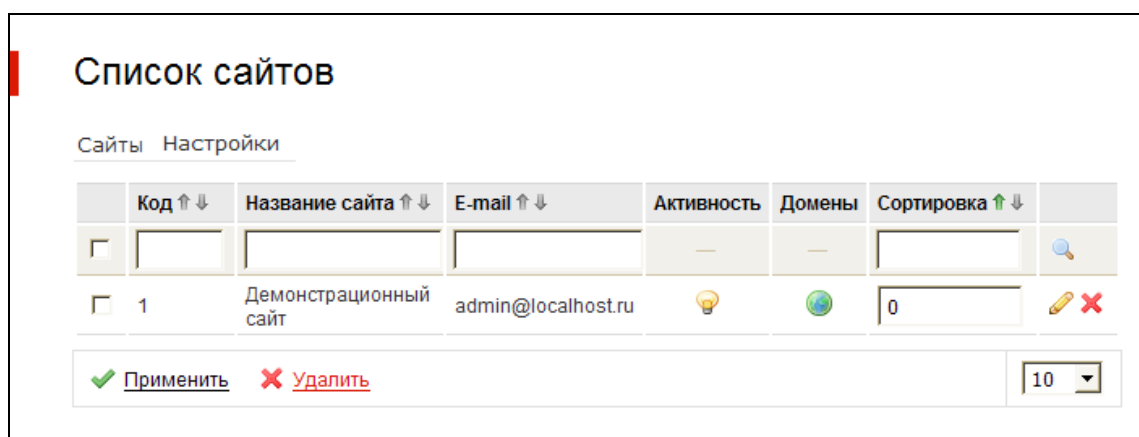 Список сайтов
Сайты Настройки
Код Название сайта E-mail Активность Домены Сортировка
— —
1 Демонстрационный сайт admin@localhost.ru 0
Применить Удалить 10